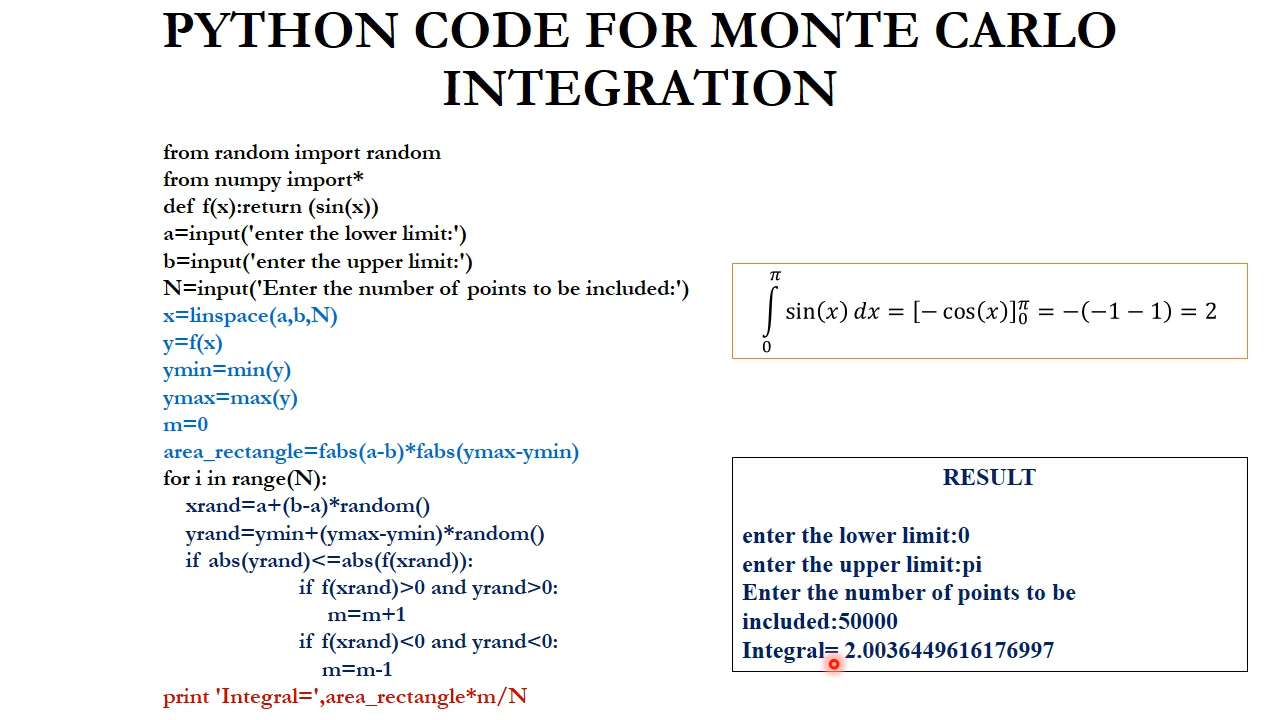 PYTHON CODE FOR MONTE CARLO
INTEGRATION
from random import random
from numpy import*
def f(x):return (sin(x))
a=input('enter the lower limit:')
b=input('enter the upper limit:')
N=input('Enter the number of points to be included:')
x=linspace(a,b,N)
y=f(x)
ymin=min(y)
ymax=max(y)
m=0
area_rectangle=fabs(a-b)*fabs(ymax-ymin)
for i in range(N):
    xrand=a+(b-a)*random()
    yrand=ymin+(ymax-ymin)*random()
    if abs(yrand)<=abs(f(xrand)):
        if f(xrand)>0 and yrand>0:
            m=m+1
        if f(xrand)<0 and yrand<0:
            m=m-1
print 'Integral=',area_rectangle*m/N
∫₀^π sin(x) dx = [− cos(x)]₀^π = −(−1 − 1) = 2
RESULT
enter the lower limit:0
enter the upper limit:pi
Enter the number of points to be
included:50000
Integral= 2.0036449616176997